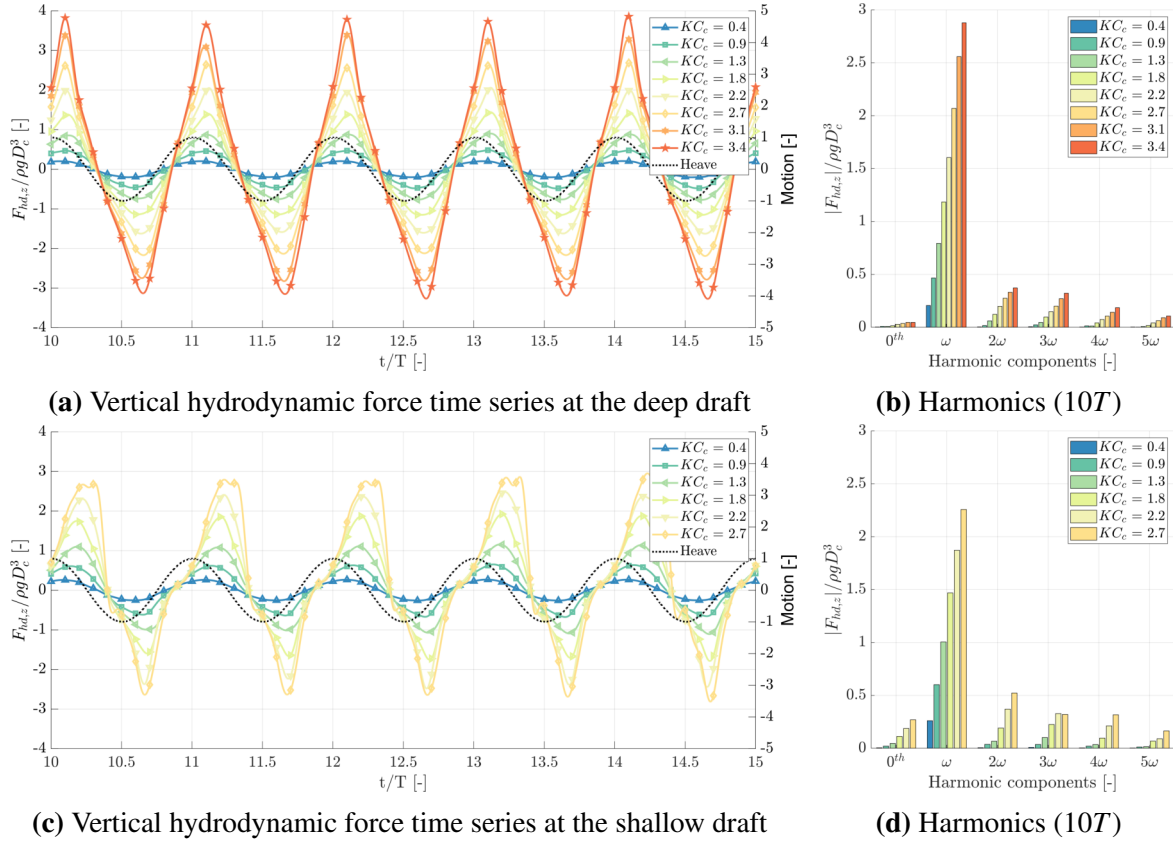 4
3
2
1
0
-1
-2
-3
-4
F_{hd,z}/ρgD_c^3 [-]
10 10.5 11 11.5 12 12.5 13 13.5 14 14.5 15
t/T [-]
5
4
3
2
1
0
-1
-2
-3
-4
-5
Motion [-]
KC_c = 0.4
KC_c = 0.9
KC_c = 1.3
KC_c = 1.8
KC_c = 2.2
KC_c = 2.7
KC_c = 3.1
KC_c = 3.4
Heave
3
2.5
2
1.5
1
0.5
0
|F_{hd,z}|/ρgD_c^3
0^{th} ω 2ω 3ω 4ω 5ω
Harmonic components [-]
KC_c = 0.4
KC_c = 0.9
KC_c = 1.3
KC_c = 1.8
KC_c = 2.2
KC_c = 2.7
KC_c = 3.1
KC_c = 3.4
(a) Vertical hydrodynamic force time series at the deep draft
(b) Harmonics (10T)
4
3
2
1
0
-1
-2
-3
-4
F_{hd,z}/ρgD_c^3 [-]
10 10.5 11 11.5 12 12.5 13 13.5 14 14.5 15
t/T [-]
5
4
3
2
1
0
-1
-2
-3
-4
-5
Motion [-]
KC_c = 0.4
KC_c = 0.9
KC_c = 1.3
KC_c = 1.8
KC_c = 2.2
KC_c = 2.7
Heave
3
2.5
2
1.5
1
0.5
0
|F_{hd,z}|/ρgD_c^3
0^{th} ω 2ω 3ω 4ω 5ω
Harmonic components [-]
KC_c = 0.4
KC_c = 0.9
KC_c = 1.3
KC_c = 1.8
KC_c = 2.2
KC_c = 2.7
(c) Vertical hydrodynamic force time series at the shallow draft
(d) Harmonics (10T)